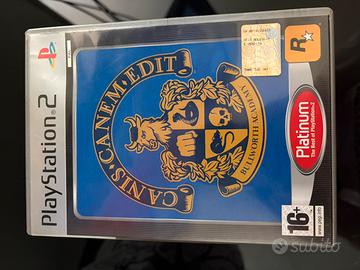 PlayStation 2
CANIS · CANEM · EDIT
BULLWORTH ACADEMY
Platinum
The Best of PlayStation 2
16+
www.pegi.info
subito